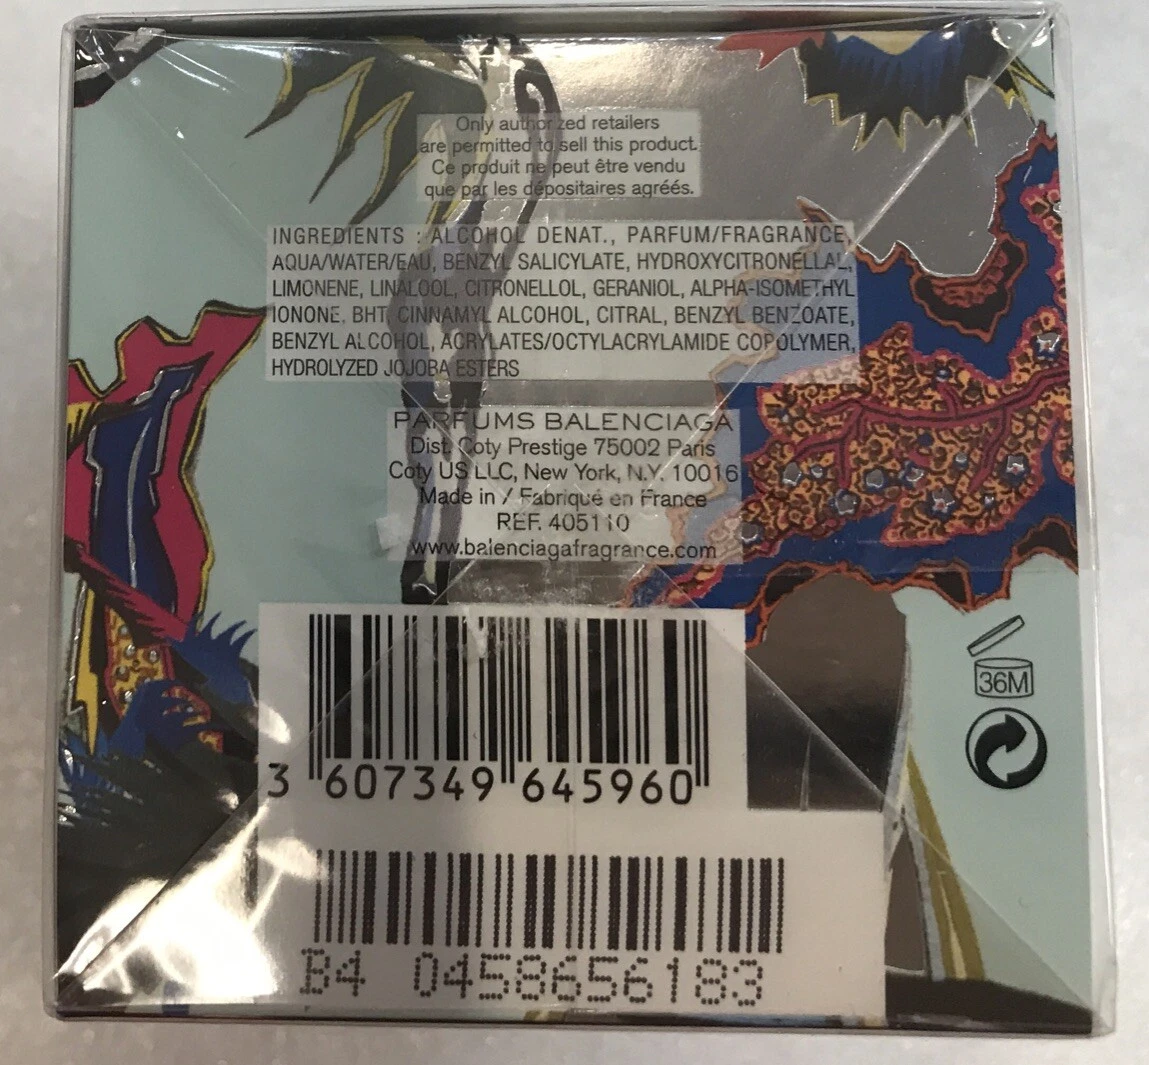 Only authorized retailers
are permitted to sell this product.
Ce produit ne peut être vendu
que par les dépositaires agréés.
INGREDIENTS : ALCOHOL DENAT., PARFUM/FRAGRANCE,
AQUA/WATER/EAU, BENZYL SALICYLATE, HYDROXYCITRONELLAL,
LIMONENE, LINALOOL, CITRONELLOL, GERANIOL, ALPHA-ISOMETHYL
IONONE, BHT, CINNAMYL ALCOHOL, CITRAL, BENZYL BENZOATE,
BENZYL ALCOHOL, ACRYLATES/OCTYLACRYLAMIDE COPOLYMER,
HYDROLYZED JOJOBA ESTERS
PARFUMS BALENCIAGA
Dist. Coty Prestige 75002 Paris
Coty US LLC, New York, N.Y. 10016
Made in / Fabriqué en France
REF. 405110
www.balenciagafragrance.com
36M
3 607349 645960
B4 0458656183